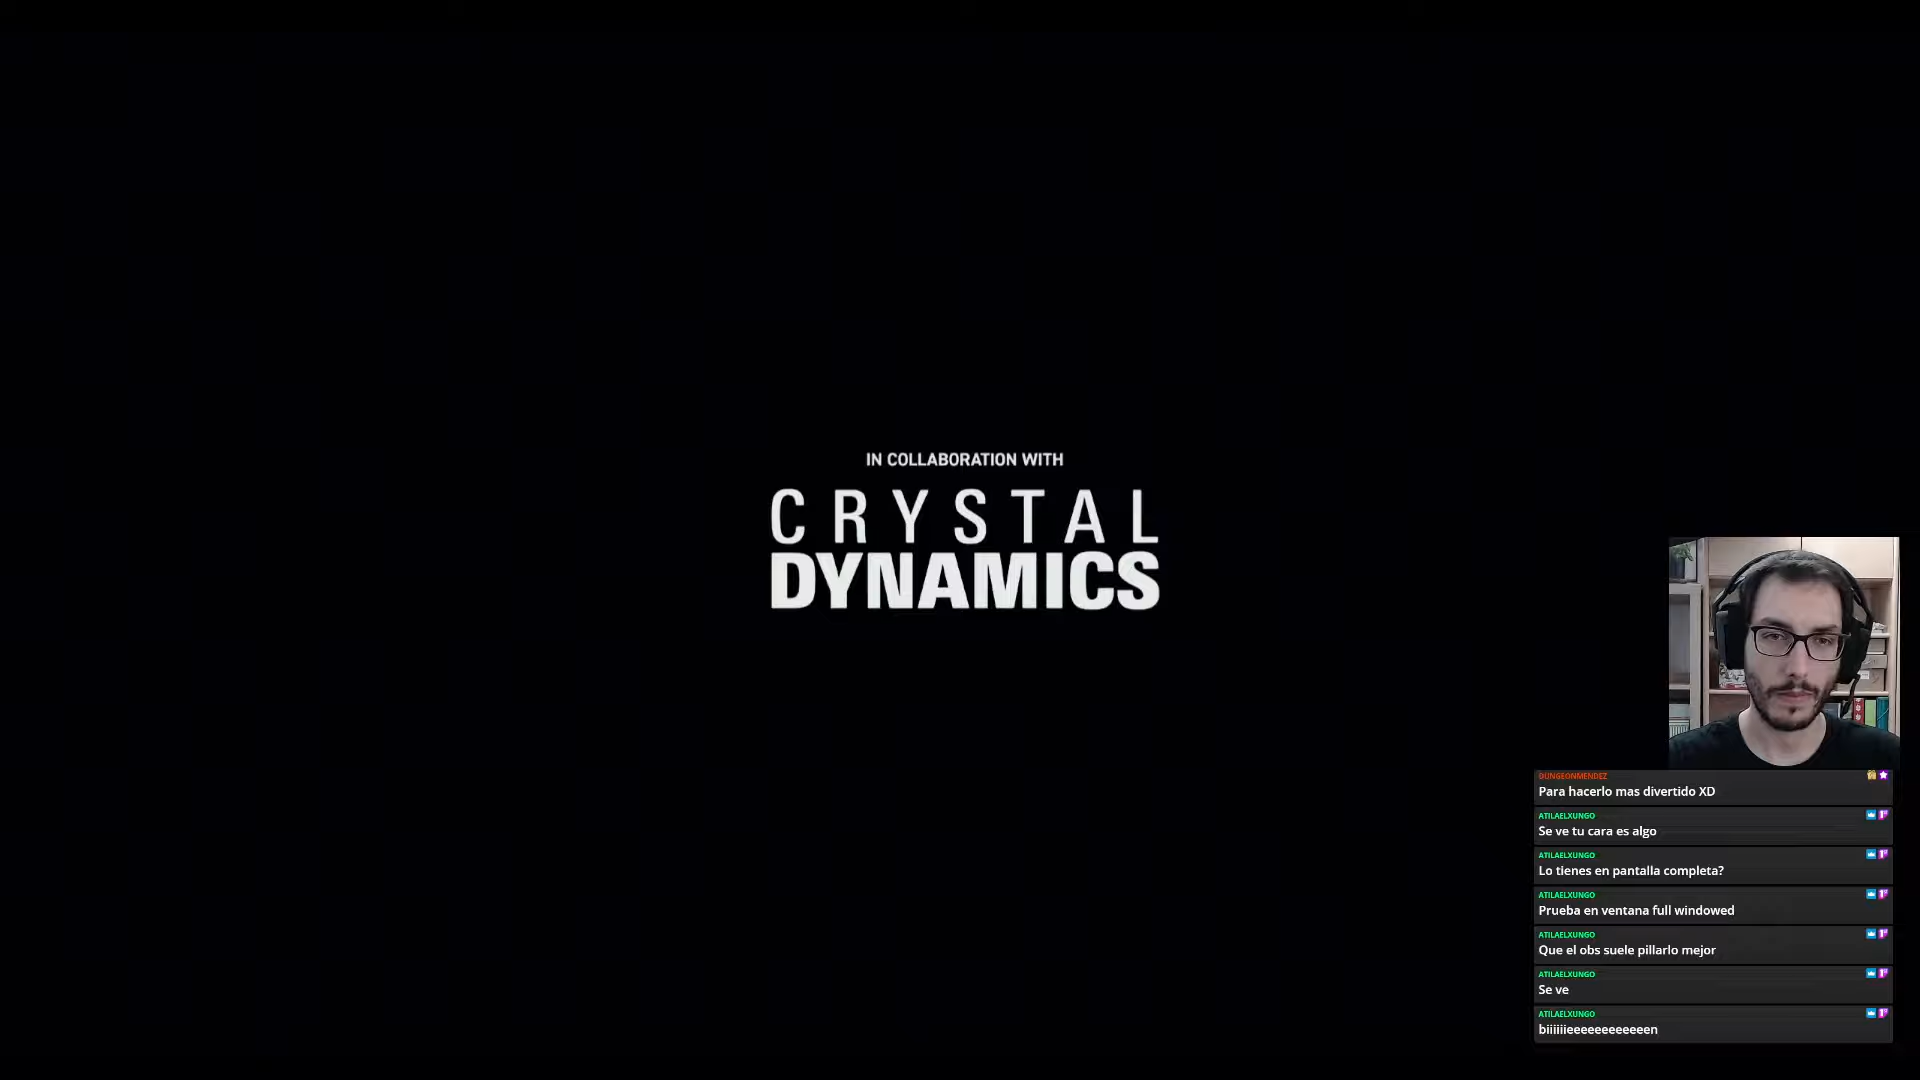 IN COLLABORATION WITH
CRYSTAL
DYNAMICS
DUNGEONMENDEZ
Para hacerlo mas divertido XD
ATILAELXUNGO
Se ve tu cara es algo
ATILAELXUNGO
Lo tienes en pantalla completa?
ATILAELXUNGO
Prueba en ventana full windowed
ATILAELXUNGO
Que el obs suele pillarlo mejor
ATILAELXUNGO
Se ve
ATILAELXUNGO
biiiiiieeeeeeeeeeeen